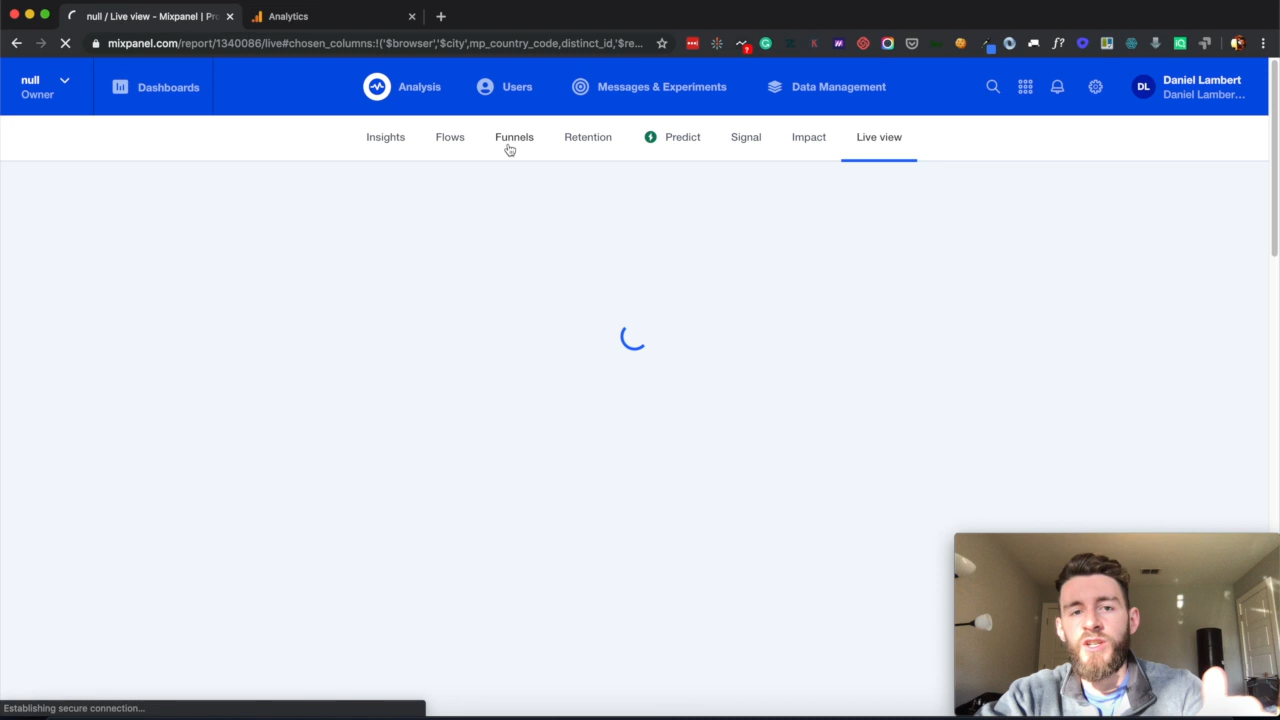 null / Live view - Mixpanel | Pro
Analytics
mixpanel.com/report/1340086/live#chosen_columns:!('$browser','$city',mp_country_code,distinct_id,'$re...
null
Owner
Dashboards
Analysis
Users
Messages & Experiments
Data Management
DL
Daniel Lambert
Daniel Lamber...
Insights
Flows
Funnels
Retention
Predict
Signal
Impact
Live view
Establishing secure connection...